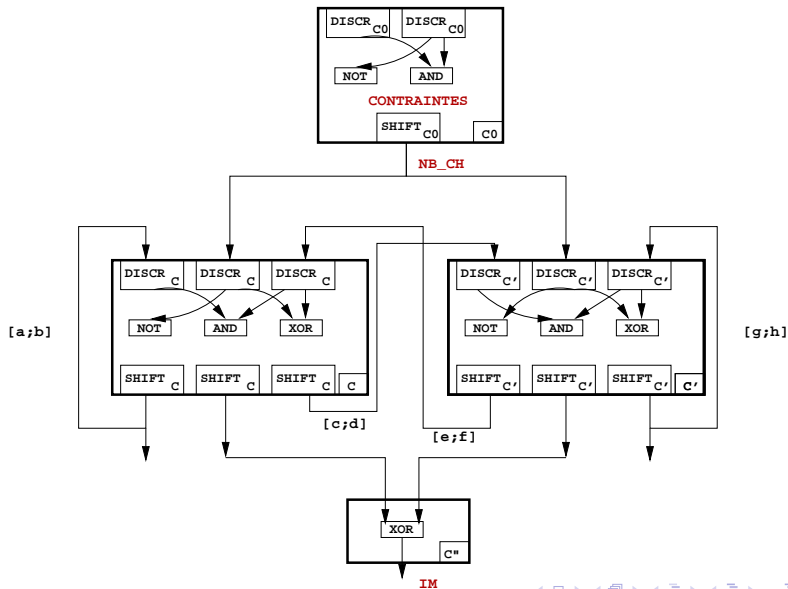 DISCR C0 DISCR C0
NOT AND
CONTRAINTES
SHIFT C0 C0
NB_CH
DISCR C DISCR C DISCR C DISCR C' DISCR C' DISCR C'
[a;b] NOT AND XOR NOT AND XOR [g;h]
SHIFT C SHIFT C SHIFT C C SHIFT C' SHIFT C' SHIFT C' C'
[c;d] [e;f]
XOR
C"
IM